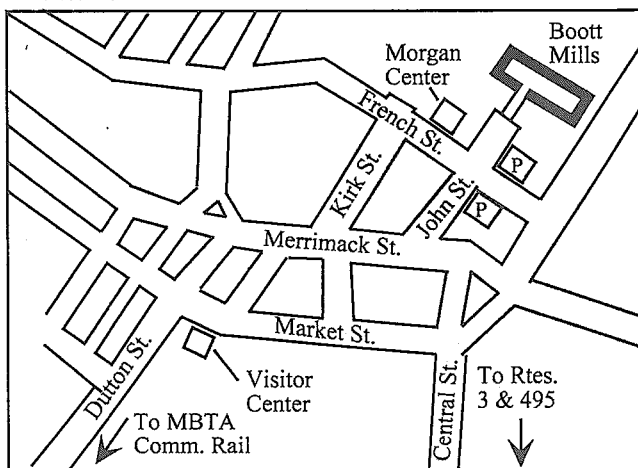 Boott
Mills
Morgan
Center
French St.
P
Kirk St.
John St.
P
Merrimack St.
Market St.
Dutton St.
Visitor
Center
Central St.
To Rtes.
3 & 495
To MBTA
Comm. Rail